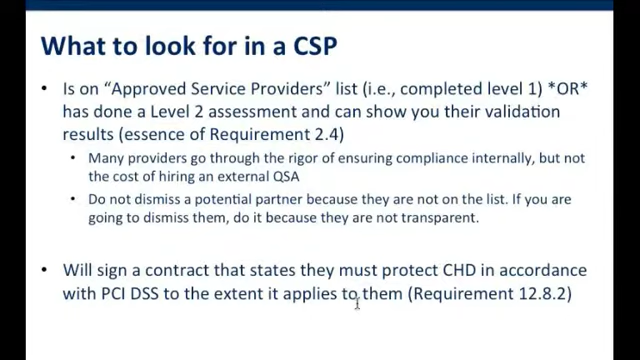 What to look for in a CSP
• Is on “Approved Service Providers” list (i.e., completed level 1) *OR*
has done a Level 2 assessment and can show you their validation
results (essence of Requirement 2.4)
• Many providers go through the rigor of ensuring compliance internally, but not
the cost of hiring an external QSA
• Do not dismiss a potential partner because they are not on the list. If you are
going to dismiss them, do it because they are not transparent.
• Will sign a contract that states they must protect CHD in accordance
with PCI DSS to the extent it applies to them (Requirement 12.8.2)